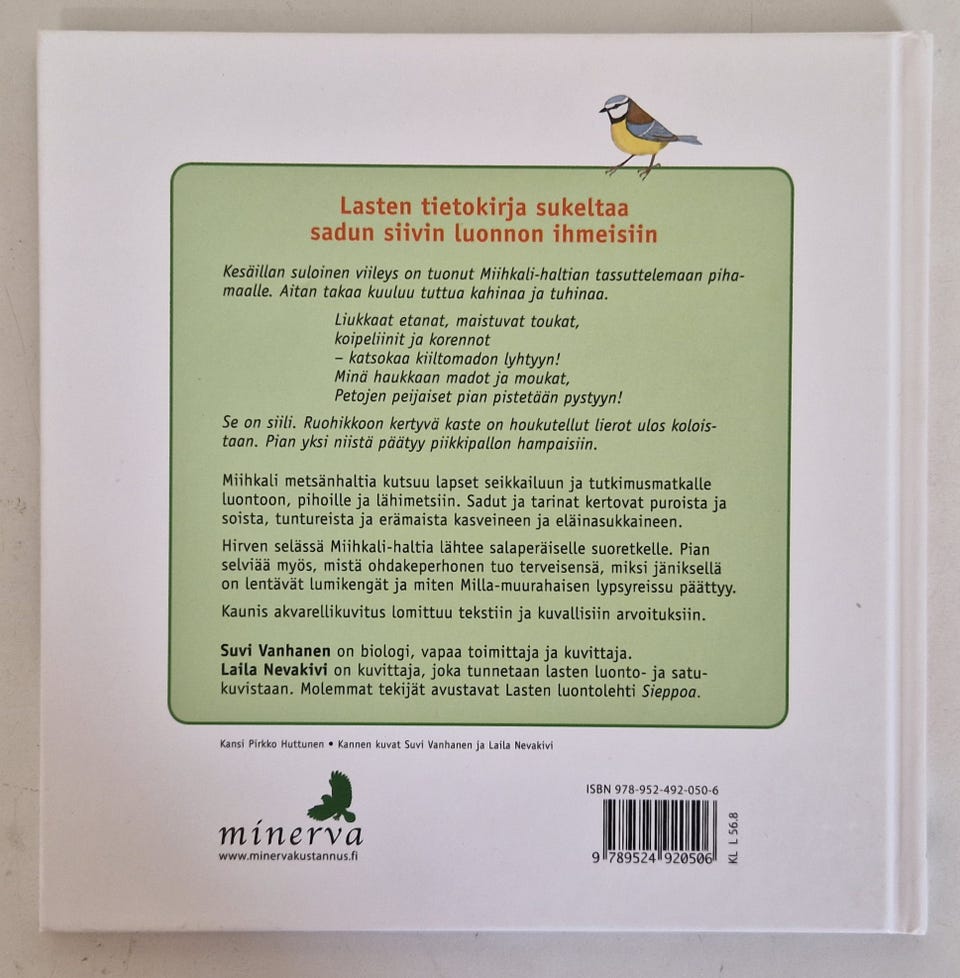 Lasten tietokirja sukeltaa
sadun siivin luonnon ihmeisiin
Kesäillan suloinen viileys on tuonut Miihkali-haltian tassuttelemaan piha-
maalle. Aitan takaa kuuluu tuttua kahinaa ja tuhinaa.
Liukkaat etanat, maistuvat toukat,
koipeliinit ja korennot
– katsokaa kiiltomadon lyhtyyn!
Minä haukkaan madot ja moukat,
Petojen peijaiset pian pistetään pystyyn!
Se on siili. Ruohikkoon kertyvä kaste on houkutellut lierot ulos kolois-
taan. Pian yksi niistä päätyy piikkipallon hampaisiin.
Miihkali metsänhaltia kutsuu lapset seikkailuun ja tutkimusmatkalle
luontoon, pihoille ja lähimetsiin. Sadut ja tarinat kertovat puroista ja
soista, tuntureista ja erämaista kasveineen ja eläinasukkaineen.
Hirven selässä Miihkali-haltia lähtee salaperäiselle suoretkelle. Pian
selviää myös, mistä ohdakeperhonen tuo terveisensä, miksi jäniksellä
on lentävät lumikengät ja miten Milla-muurahaisen lypsyreissu päättyy.
Kaunis akvarellikuvitus lomittuu tekstiin ja kuvallisiin arvoituksiin.
Suvi Vanhanen on biologi, vapaa toimittaja ja kuvittaja.
Laila Nevakivi on kuvittaja, joka tunnetaan lasten luonto- ja satu-
kuvistaan. Molemmat tekijät avustavat Lasten luontolehti Sieppoa.
Kansi Pirkko Huttunen • Kannen kuvat Suvi Vanhanen ja Laila Nevakivi
minerva
www.minervakustannus.fi
ISBN 978-952-492-050-6
9 789524 920506
KL L 56.8